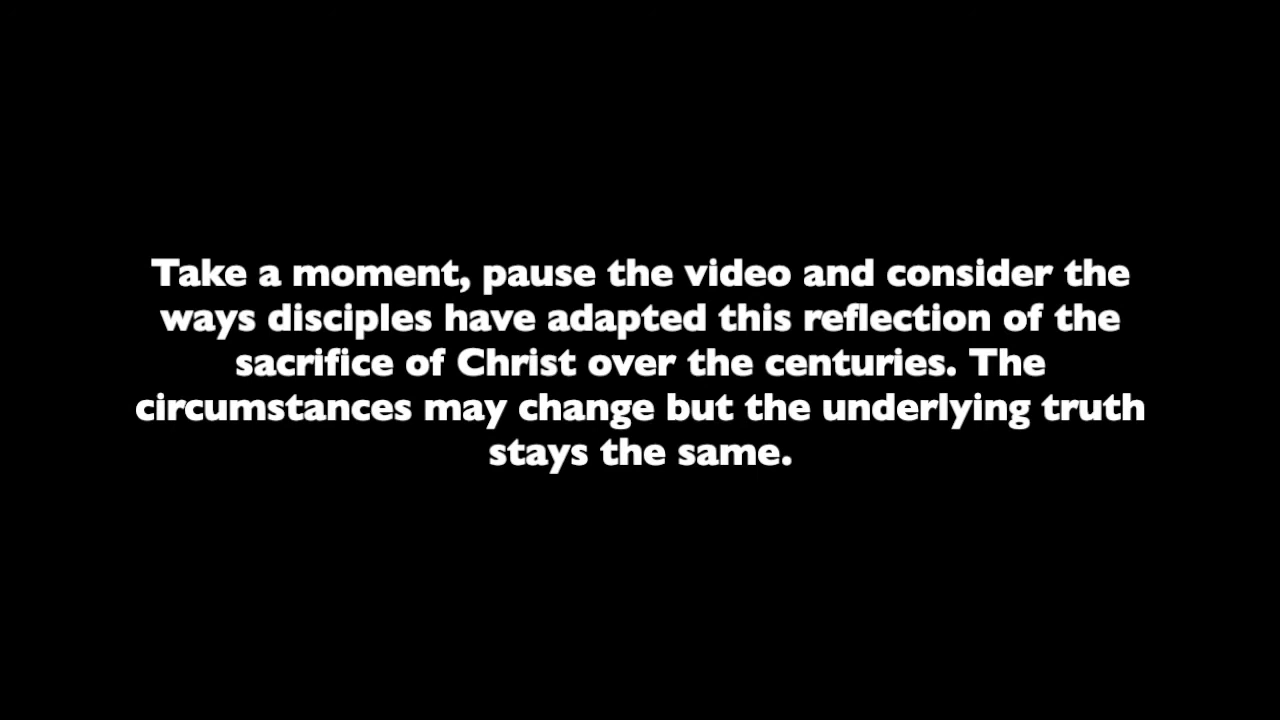 Take a moment, pause the video and consider the
ways disciples have adapted this reflection of the
sacrifice of Christ over the centuries. The
circumstances may change but the underlying truth
stays the same.